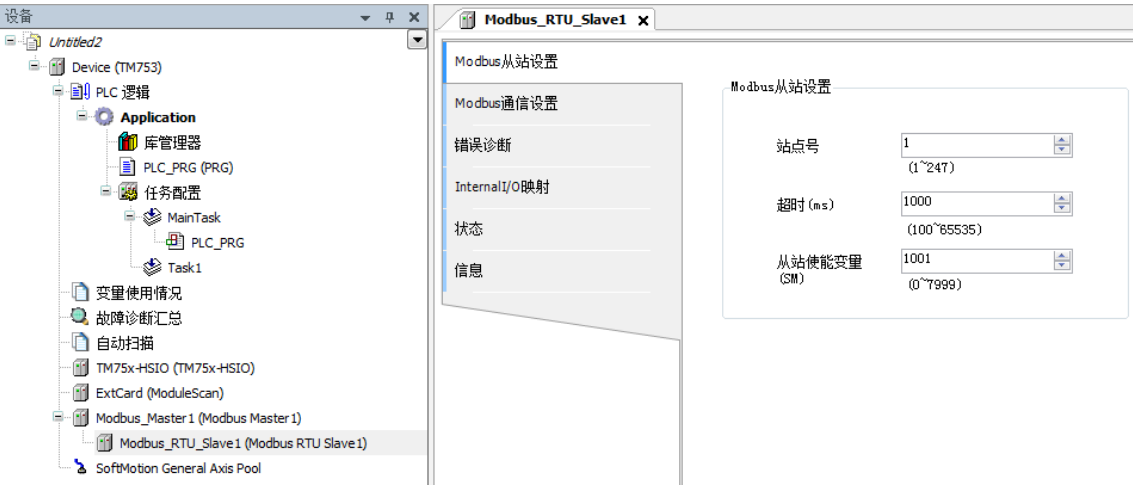 设备
Untitled2
Device (TM753)
PLC 逻辑
Application
库管理器
PLC_PRG (PRG)
任务配置
MainTask
PLC_PRG
Task1
变量使用情况
故障诊断汇总
自动扫描
TM75x-HSIO (TM75x-HSIO)
ExtCard (ModuleScan)
Modbus_Master1 (Modbus Master1)
Modbus_RTU_Slave1 (Modbus RTU Slave1)
SoftMotion General Axis Pool
Modbus_RTU_Slave1
Modbus从站设置
Modbus通信设置
错误诊断
InternalI/O映射
状态
信息
Modbus从站设置
站点号
1
(1~247)
超时(ms)
1000
(100~65535)
从站使能变量
(SM)
1001
(0~7999)